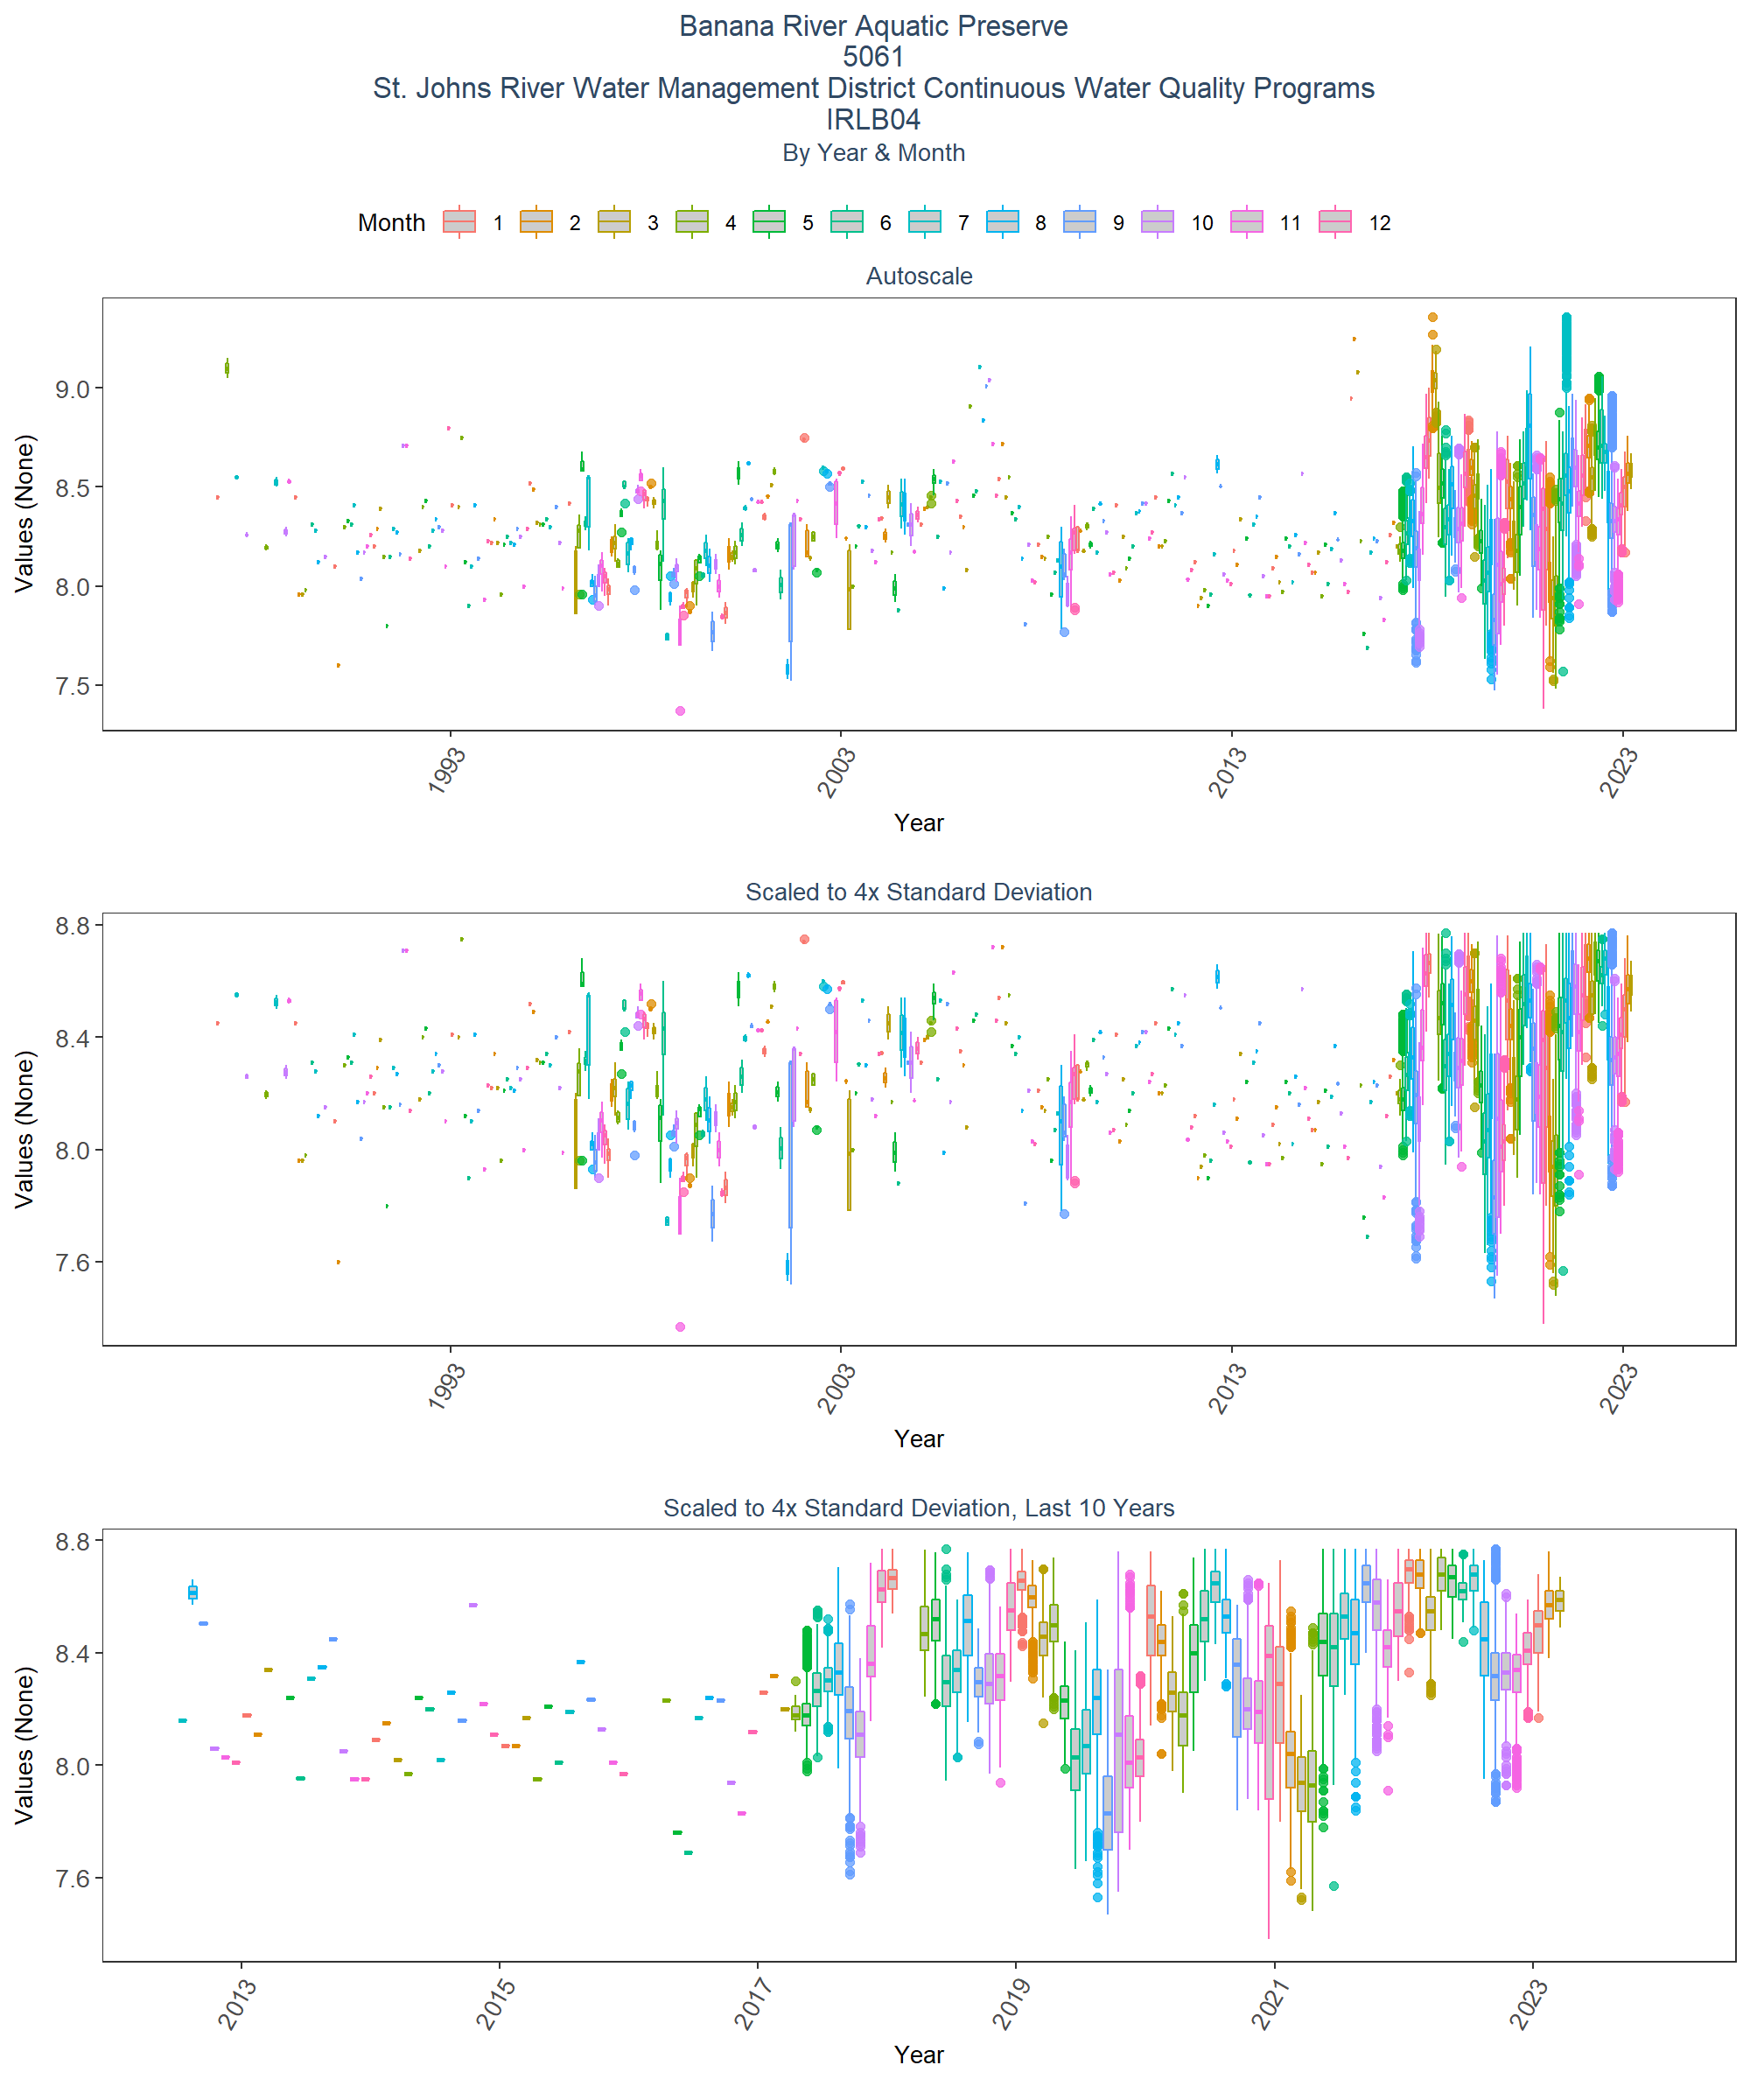 Banana River Aquatic Preserve
5061
St. Johns River Water Management District Continuous Water Quality Programs
IRLB04
By Year & Month
Month 1 2 3 4 5 6 7 8 9 10 11 12
Autoscale
Values (None)
9.0
8.5
8.0
7.5
1993 2003 2013 2023
Year
Scaled to 4x Standard Deviation
Values (None)
8.8
8.4
8.0
7.6
1993 2003 2013 2023
Year
Scaled to 4x Standard Deviation, Last 10 Years
Values (None)
8.8
8.4
8.0
7.6
2013 2015 2017 2019 2021 2023
Year